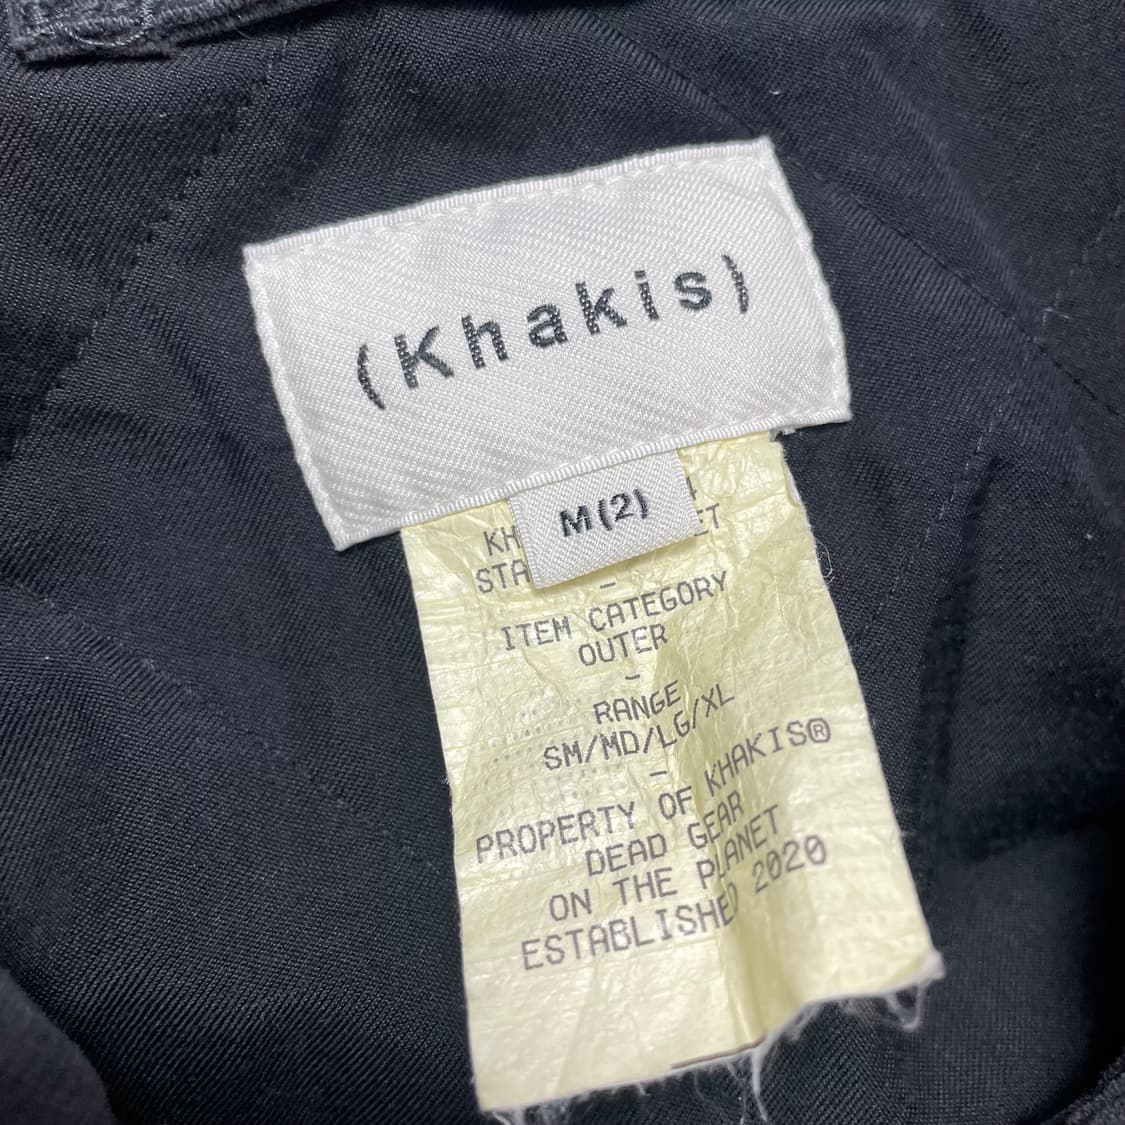 (Khakis)
M(2)
ITEM CATEGORY
OUTER
-
RANGE
SM/MD/LG/XL
-
PROPERTY OF KHAKIS®
DEAD GEAR
ON THE PLANET
ESTABLISHED 2020